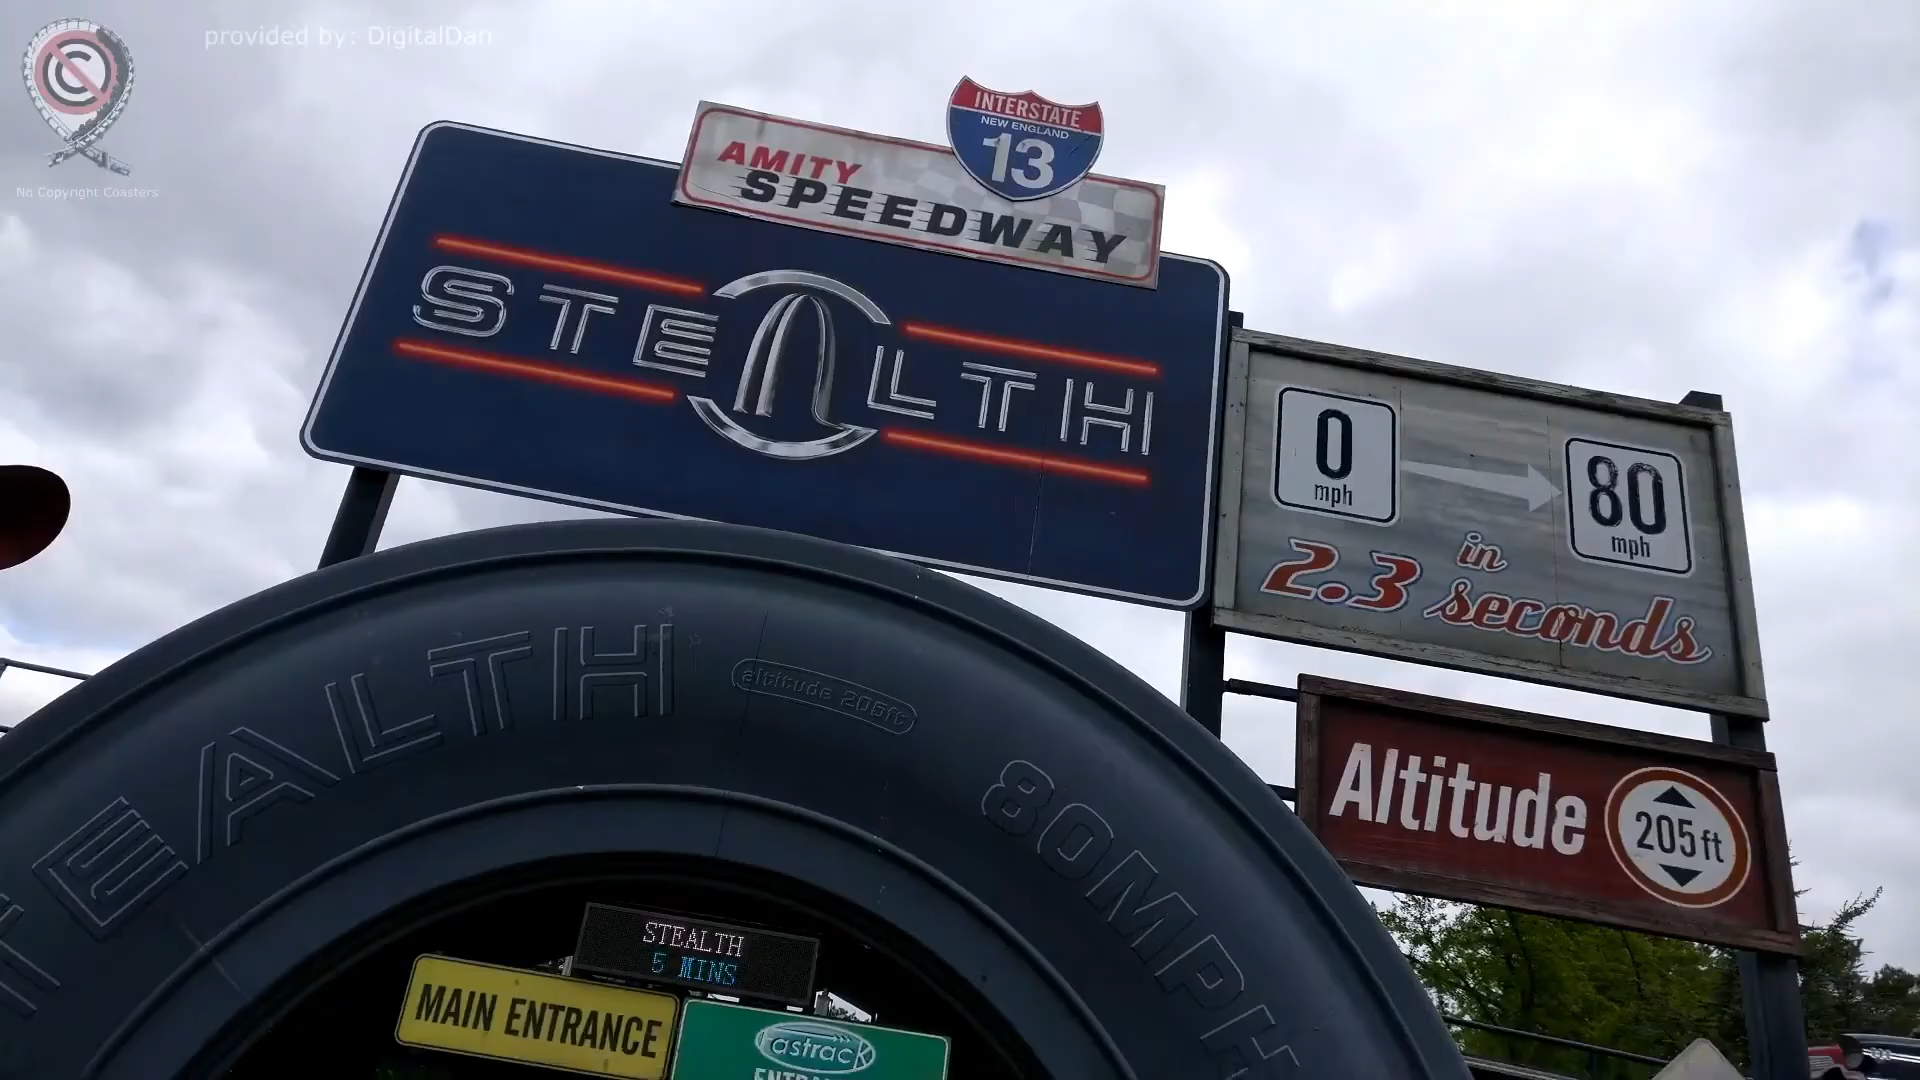 provided by: DigitalDan
No Copyright Coasters
INTERSTATE
NEW ENGLAND
13
AMITY
SPEEDWAY
STEALTH
0
mph
80
mph
in
2.3 seconds
Altitude
205ft
STEALTH
altitude 205ft
80MPH
STEALTH
5 MINS
MAIN ENTRANCE
fastrack